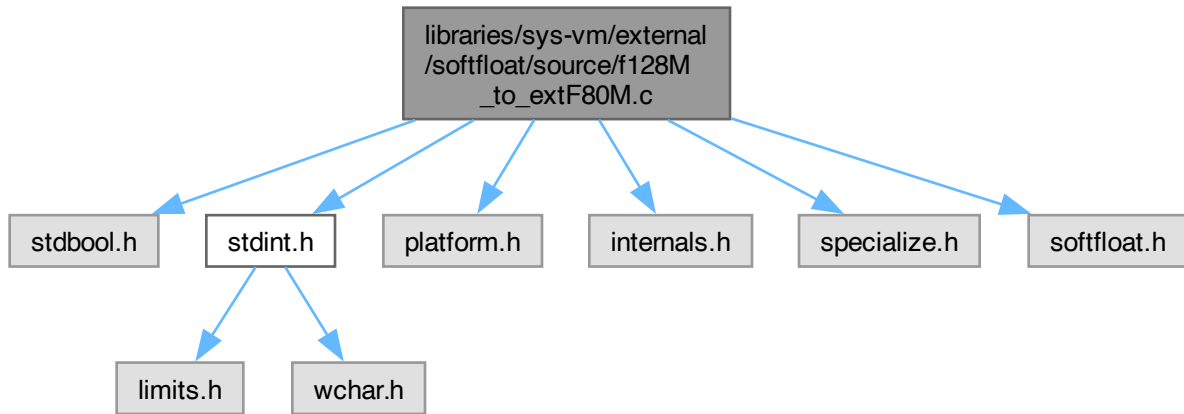 libraries/sys-vm/external
/softfloat/source/f128M
_to_extF80M.c
stdbool.h
stdint.h
platform.h
internals.h
specialize.h
softfloat.h
limits.h
wchar.h